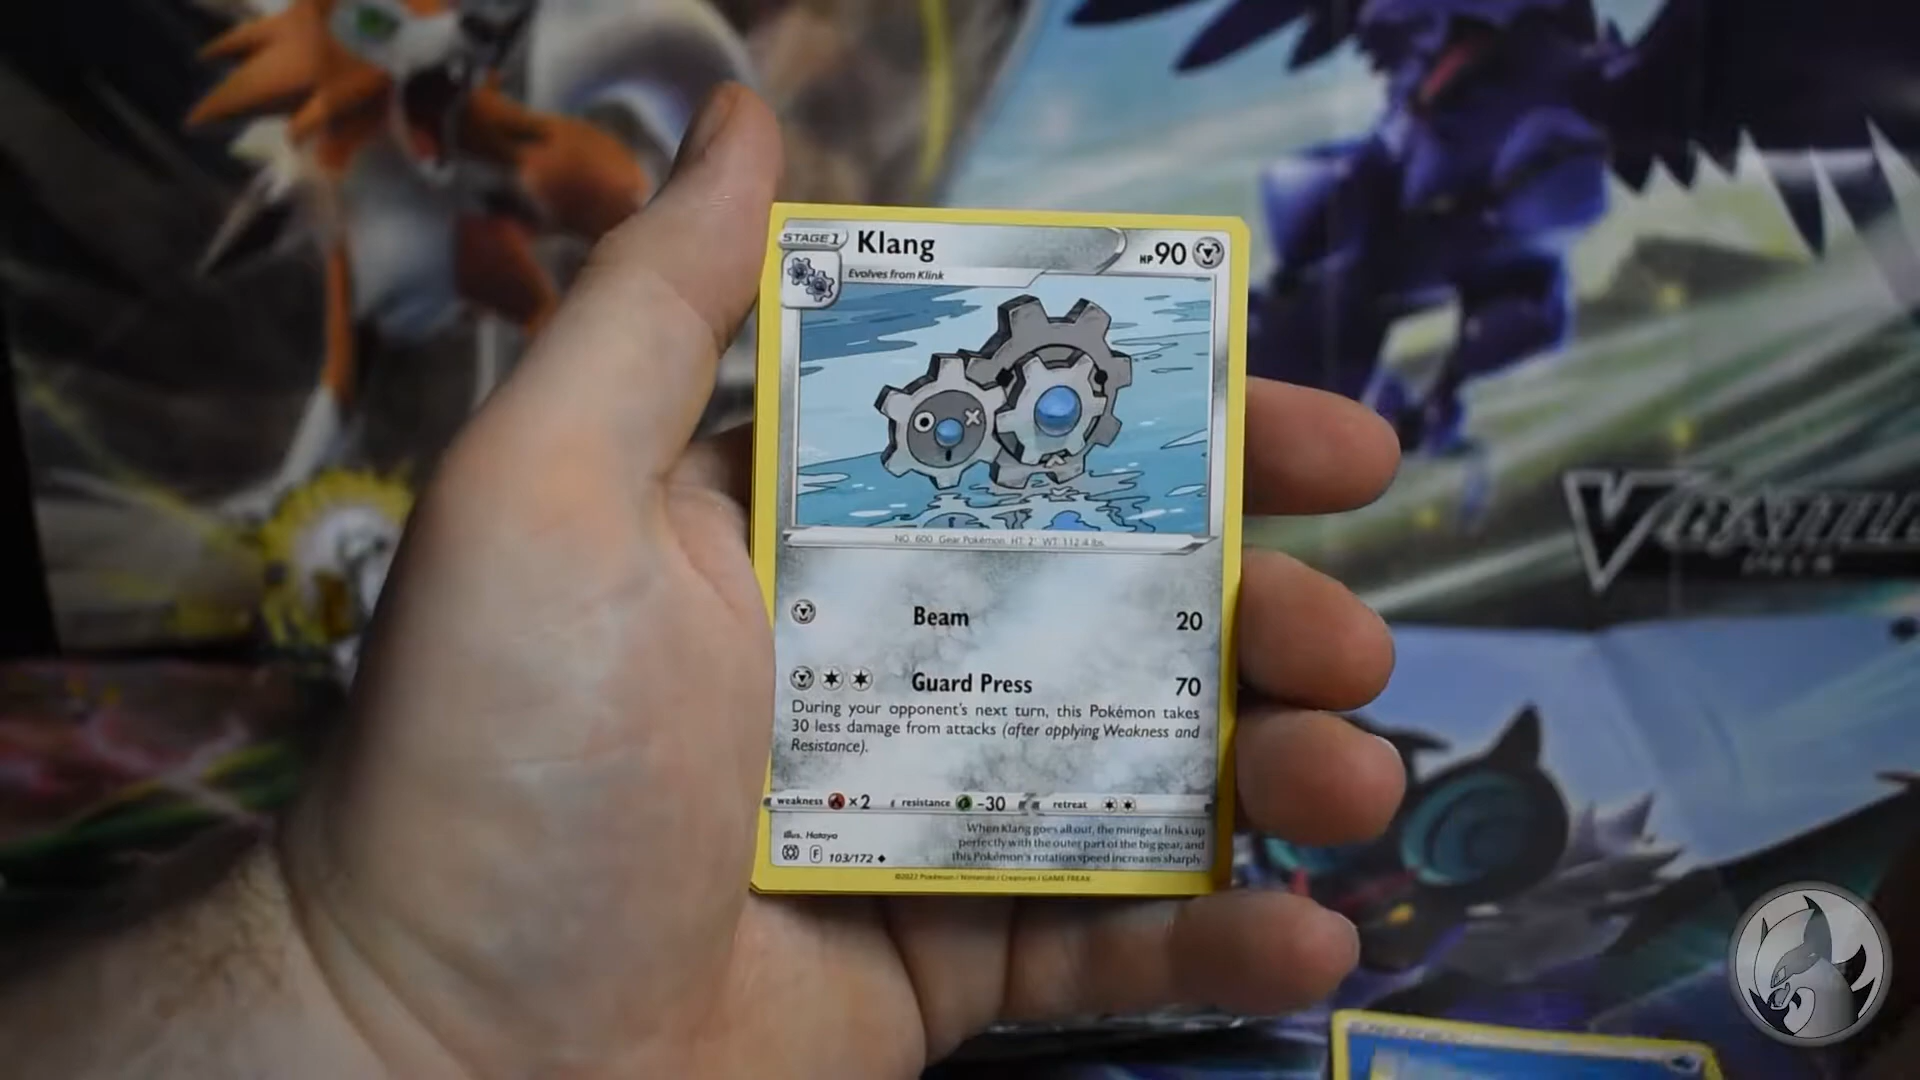 STAGE 1 Klang HP 90
Evolves from Klink
NO. 600 Gear Pokémon HT: 2' WT: 112.4 lbs.
Beam 20
Guard Press 70
During your opponent's next turn, this Pokémon takes
30 less damage from attacks (after applying Weakness and
Resistance).
weakness ×2 resistance -30 retreat
Illus. Hataya
When Klang goes all out, the minigear links up
perfectly with the outer part of the big gear, and
this Pokémon's rotation speed increases sharply.
F 103/172
©2022 Pokémon / Nintendo / Creatures / GAME FREAK
V